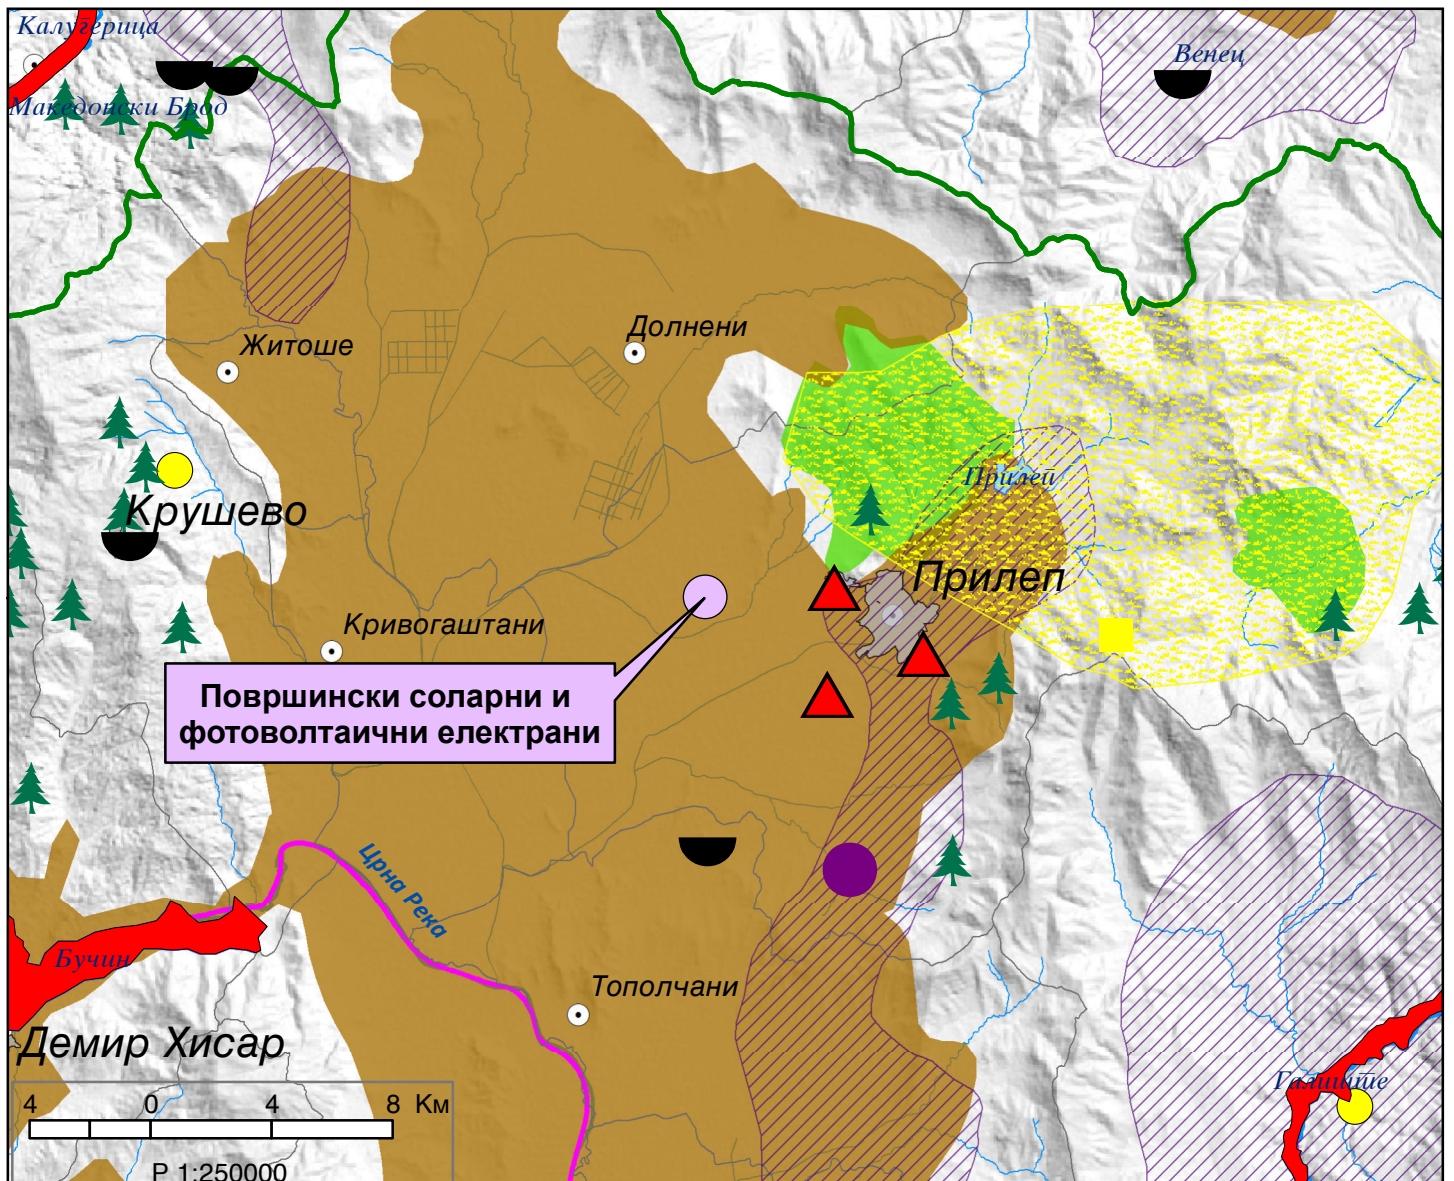 Калуѓерица
Венец
Македонски Брод
Долнени
Житоше
Прилеп
Крушево
Прилеп
Кривогаштани
Површински соларни и
фотоволтаични електрани
Црна Река
Бучин
Тополчани
Демир Хисар
Галиште
4 0 4 8 Км
Р 1:250000